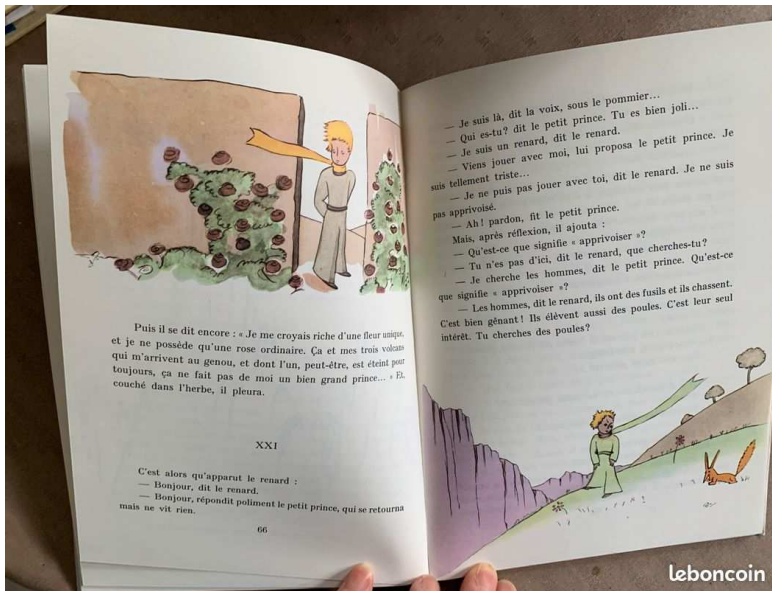 Puis il se dit encore : « Je me croyais riche d'une fleur unique,
et je ne possède qu'une rose ordinaire. Ça et mes trois volcans
qui m'arrivent au genou, et dont l'un, peut-être, est éteint pour
toujours, ça ne fait pas de moi un bien grand prince... » Et,
couché dans l'herbe, il pleura.
XXI
C'est alors qu'apparut le renard :
— Bonjour, dit le renard.
— Bonjour, répondit poliment le petit prince, qui se retourna
mais ne vit rien.
66
— Je suis là, dit la voix, sous le pommier...
— Qui es-tu? dit le petit prince. Tu es bien joli...
— Je suis un renard, dit le renard.
— Viens jouer avec moi, lui proposa le petit prince. Je
suis tellement triste...
— Je ne puis pas jouer avec toi, dit le renard. Je ne suis
pas apprivoisé.
— Ah! pardon, fit le petit prince.
Mais, après réflexion, il ajouta :
— Qu'est-ce que signifie « apprivoiser »?
— Tu n'es pas d'ici, dit le renard, que cherches-tu?
— Je cherche les hommes, dit le petit prince. Qu'est-ce
que signifie « apprivoiser »?
— Les hommes, dit le renard, ils ont des fusils et ils chassent.
C'est bien gênant! Ils élèvent aussi des poules. C'est leur seul
intérêt. Tu cherches des poules?
leboncoin